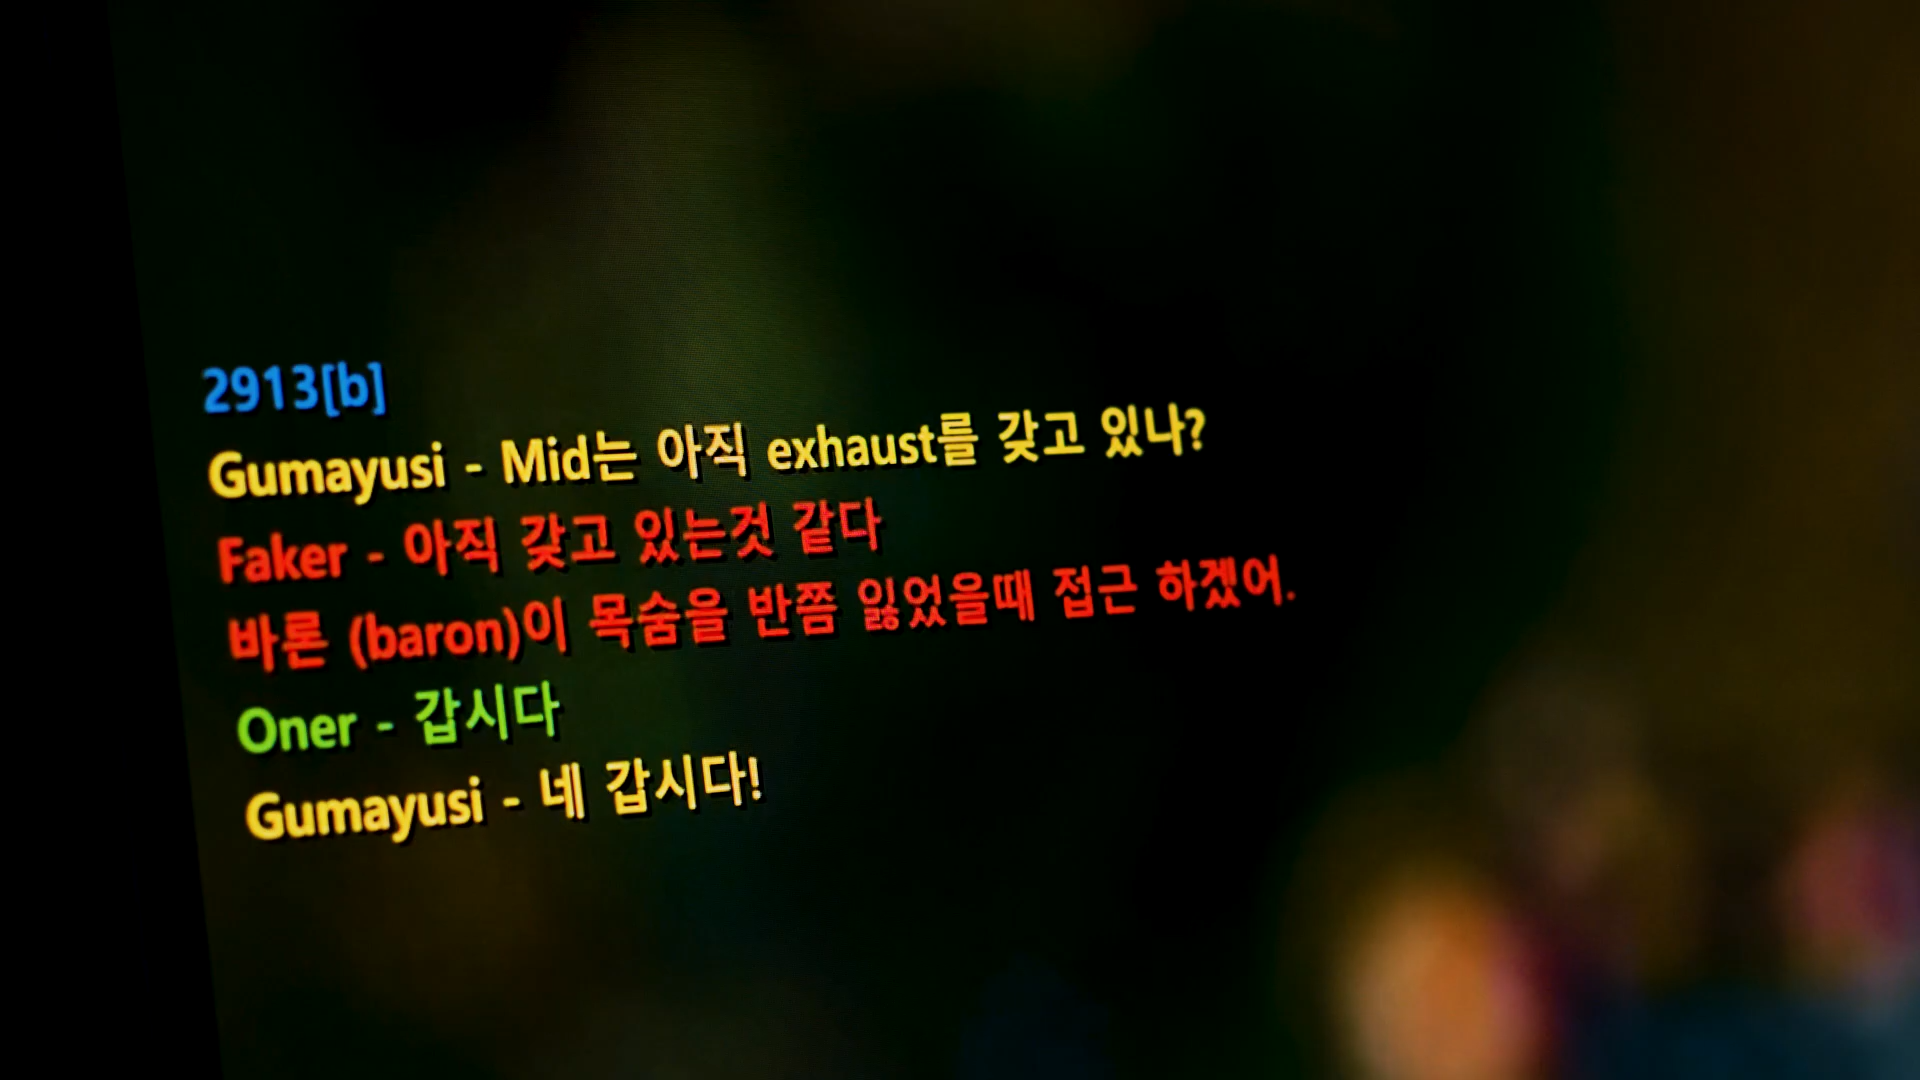 2913[b]
Gumayusi - Mid는 아직 exhaust를 갖고 있나?
Faker - 아직 갖고 있는것 같다
바론 (baron)이 목숨을 반쯤 잃었을때 접근 하겠어.
Oner - 갑시다
Gumayusi - 네 갑시다!